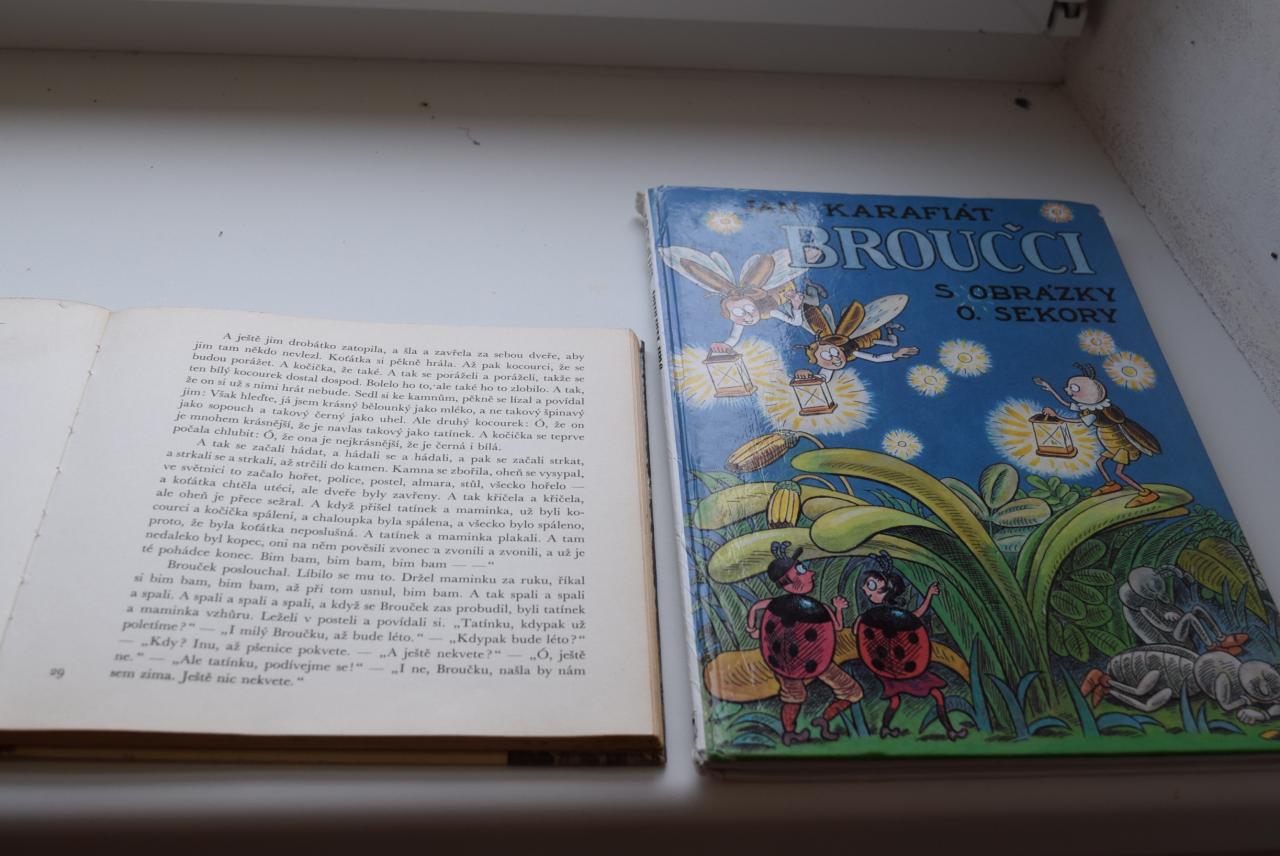 A ještě jim drobátko zatopila, a šla a zavřela za sebou dveře, aby
jim tam někdo nevlezl. Koťátka si pěkně hrála. Až pak kocourci, že se
budou porážet. A kočička, že také. A tak se poráželi a poráželi, takže se
ten bílý kocourek dostal dospod. Bolelo ho to, ale také ho to zlobilo. A tak,
že on si už s nimi hrát nebude. Sedl si ke kamnům, pěkně se lízal a povídal
jim: Však hleďte, já jsem krásný bělounký jako mléko, a ne takový špinavý
jako sopouch a takový černý jako uhel. Ale druhý kocourek: Ó, že on
je mnohem krásnější, že je navlas takový jako tatínek. A kočička se teprve
počala chlubit: Ó, že ona je nejkrásnější, že je černá i bílá.
A tak se začali hádat, a hádali se a hádali, a pak se začali strkat,
a strkali se a strkali, až strčili do kamen. Kamna se zbořila, oheň se vysypal,
ve světnici to začalo hořet, police, postel, almara, stůl, všecko hořelo —
a koťátka chtěla utéci, ale dveře byly zavřeny. A tak křičela a křičela,
ale oheň je přece sežral. A když přišel tatínek a maminka, už byli ko-
courci a kočička spáleni, a chaloupka byla spálena, a všecko bylo spáleno,
proto, že byla koťátka neposlušná. A tatínek a maminka plakali. A tam
nedaleko byl kopec, oni na něm pověsili zvonec a zvonili a zvonili, a už je
té pohádce konec. Bim bam, bim bam, bim bam — — —“
Brouček poslouchal. Líbilo se mu to. Držel maminku za ruku, říkal
si bim bam, bim bam, až při tom usnul, bim bam. A tak spali a spali
a spali. A spali a spali a spali, a když se Brouček zas probudil, byli tatínek
a maminka vzhůru. Leželi v posteli a povídali si. „Tatínku, kdypak už
poletíme?“ — „I milý Broučku, až bude léto.“ — „Kdypak bude léto?“
— „Kdy? Inu, až pšenice pokvete. — „A ještě nekvete?“ — „Ó, ještě
ne.“ — „Ale tatínku, podívejme se!“ — „I ne, Broučku, našla by nám
sem zima. Ještě nic nekvete.“
29
JAN KARAFIÁT
BROUČCI
S OBRÁZKY
O. SEKORY